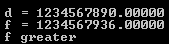 d = 1234567890.00000
f = 1234567936.00000
f greater